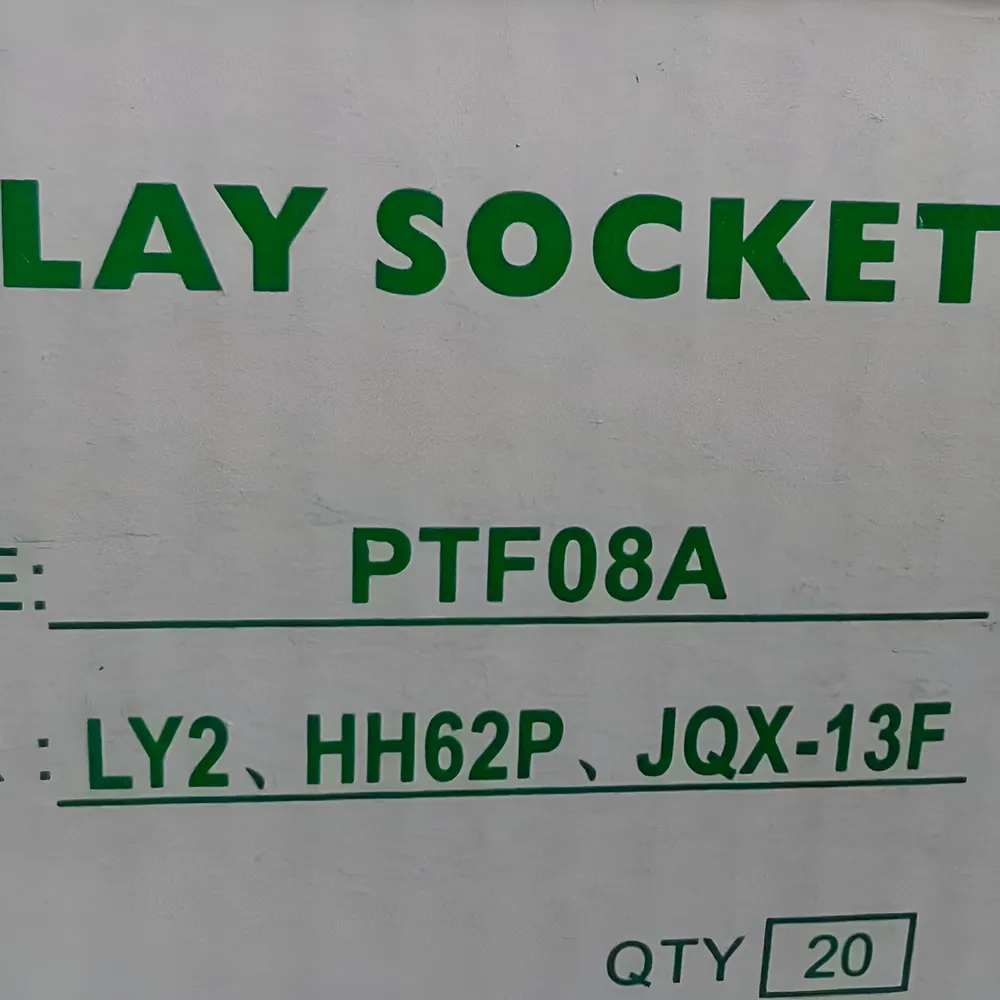 LAY SOCKET
E: PTF08A
: LY2、HH62P、JQX-13F
QTY 20